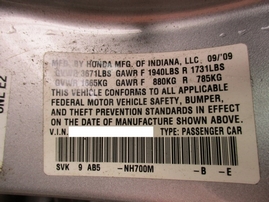 MFD. BY HONDA MFG. OF INDIANA, LLC. 09/'09
GVWR 3671LBS GAWR F 1940LBS R 1731LBS
GVWR 1665KG GAWR F 880KG R 785KG
THIS VEHICLE CONFORMS TO ALL APPLICABLE
FEDERAL MOTOR VEHICLE SAFETY, BUMPER,
AND THEFT PREVENTION STANDARDS IN EFFECT
ON THE DATE OF MANUFACTURE SHOWN ABOVE.
V.I.N. TYPE: PASSENGER CAR
SVK 9 AB5 -NH700M -B -E